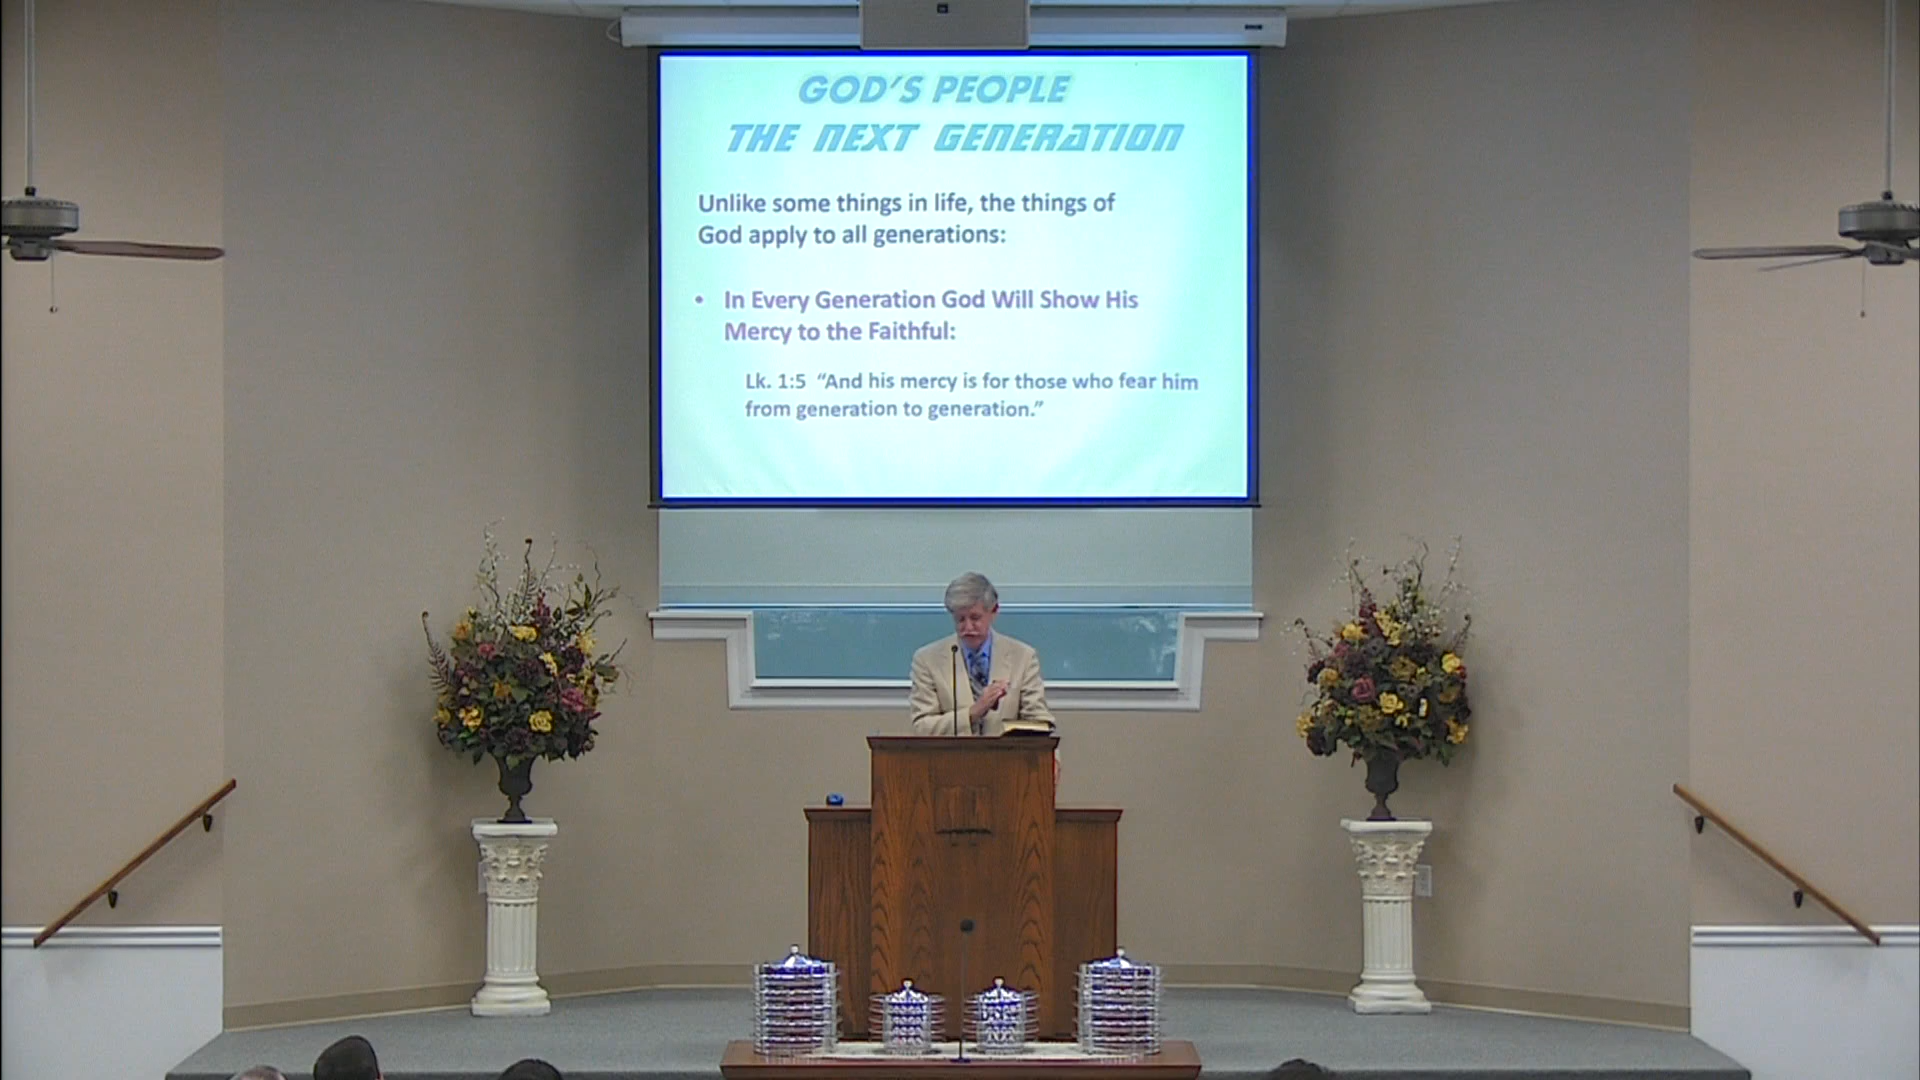 GOD'S PEOPLE
THE NEXT GENERATION
Unlike some things in life, the things of
God apply to all generations:
• In Every Generation God Will Show His
Mercy to the Faithful:
Lk. 1:5 “And his mercy is for those who fear him
from generation to generation.”